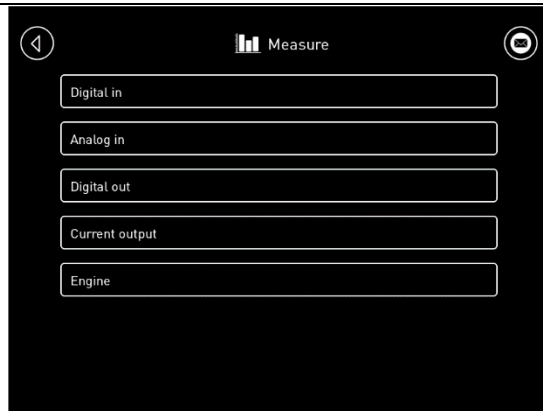 Measure
Digital in
Analog in
Digital out
Current output
Engine